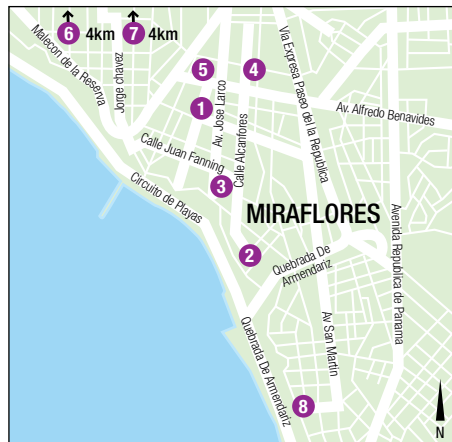 6 4km
7 4km
Malecon de la Reserva
Jorge chavez
5
4
1
Av. Jose Larco
Calle Alcanfores
Via Expresa Paseo del la Republica
Av. Alfredo Benavides
Calle Juan Fanning
3
Circuito de Playas
MIRAFLORES
2
Quebrada De
Armendariz
Avenida Republica de Panama
Quebrada De Armendariz
Av San Martin
8
N